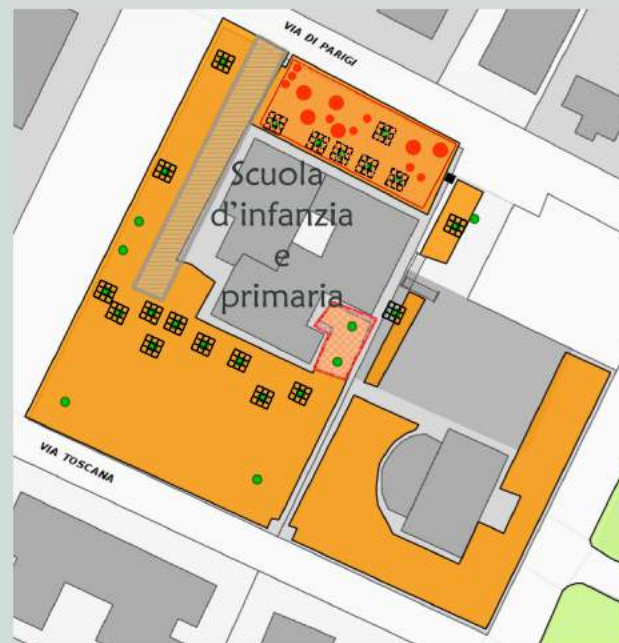 VIA DI PARIGI
Scuola
d'infanzia
e
primaria
VIA TOSCANA